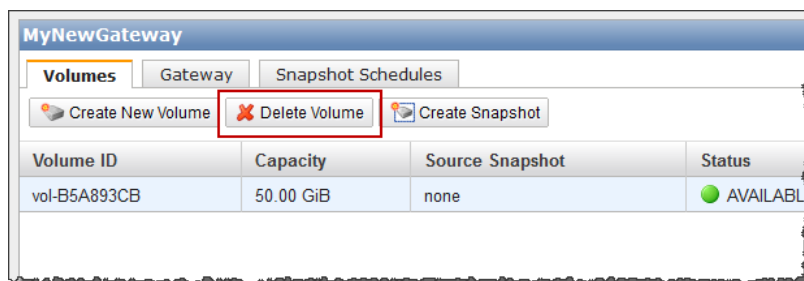 MyNewGateway
Volumes Gateway Snapshot Schedules
Create New Volume Delete Volume Create Snapshot
Volume ID Capacity Source Snapshot Status
vol-B5A893CB 50.00 GiB none AVAILABL